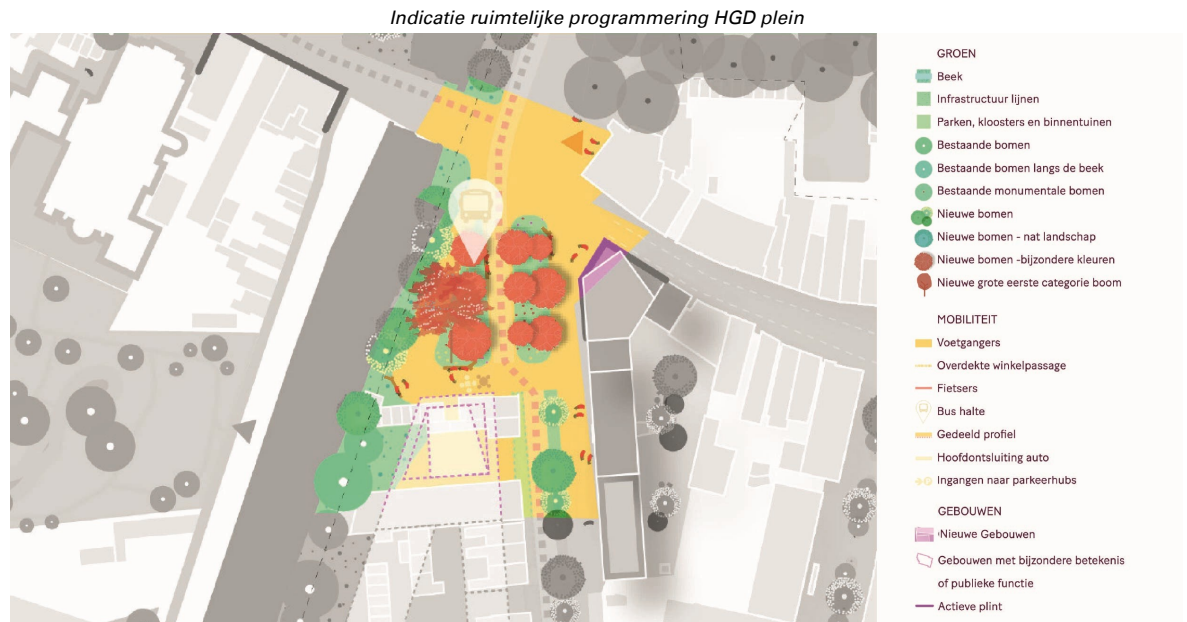 Indicatie ruimtelijke programmering HGD plein
GROEN
Beek
Infrastructuur lijnen
Parken, kloosters en binnentuinen
Bestaande bomen
Bestaande bomen langs de beek
Bestaande monumentale bomen
Nieuwe bomen
Nieuwe bomen - nat landschap
Nieuwe bomen -bijzondere kleuren
Nieuwe grote eerste categorie boom
MOBILITEIT
Voetgangers
Overdekte winkelpassage
Fietsers
Bus halte
Gedeeld profiel
Hoofdontsluiting auto
Ingangen naar parkeerhubs
GEBOUWEN
Nieuwe Gebouwen
Gebouwen met bijzondere betekenis
of publieke functie
Actieve plint